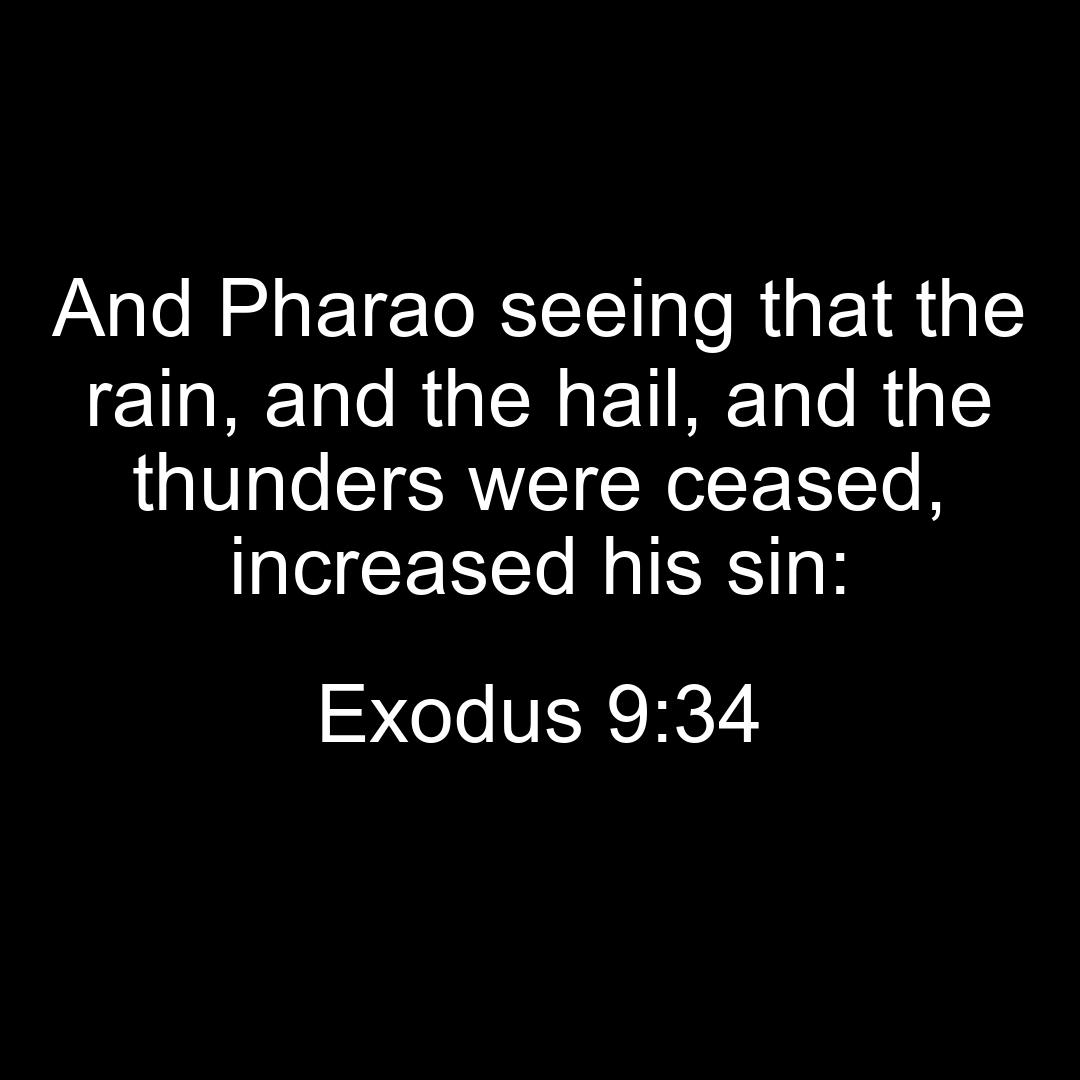 And Pharao seeing that the
rain, and the hail, and the
thunders were ceased,
increased his sin:
Exodus 9:34